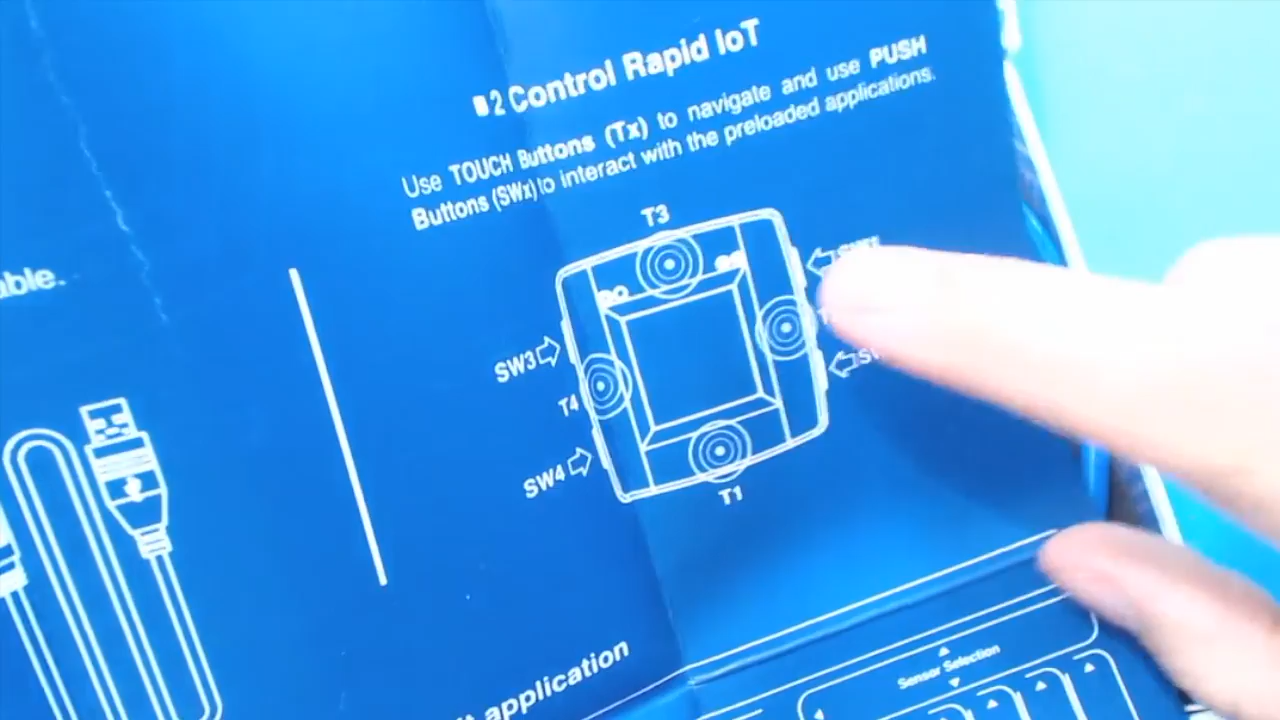 2 Control Rapid IoT
Use TOUCH Buttons (Tx) to navigate and use PUSH
Buttons (SWx) to interact with the preloaded applications.
T3
SW3
T4
SW4
T1
able.
application
Sensor Selection